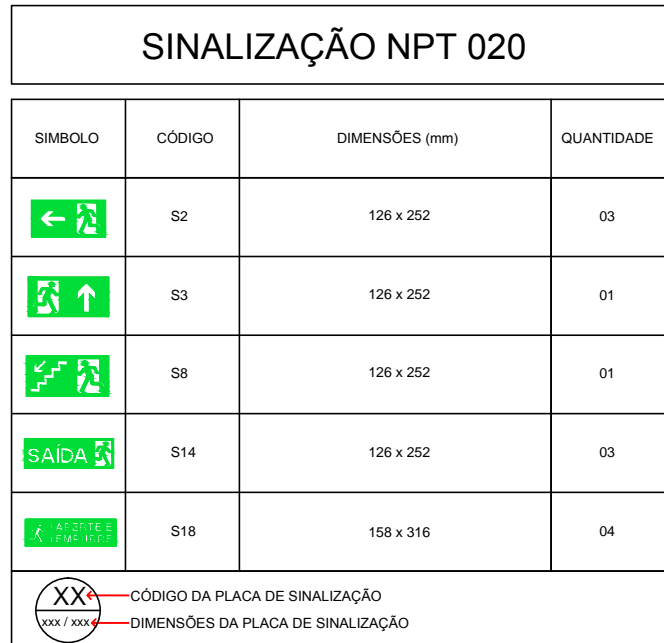 SINALIZAÇÃO NPT 020
SIMBOLO CÓDIGO DIMENSÕES (mm) QUANTIDADE
S2 126 x 252 03
S3 126 x 252 01
S8 126 x 252 01
SAÍDA S14 126 x 252 03
APERTE E
EMPURRE
S18 158 x 316 04
XX CÓDIGO DA PLACA DE SINALIZAÇÃO
xxx / xxx DIMENSÕES DA PLACA DE SINALIZAÇÃO